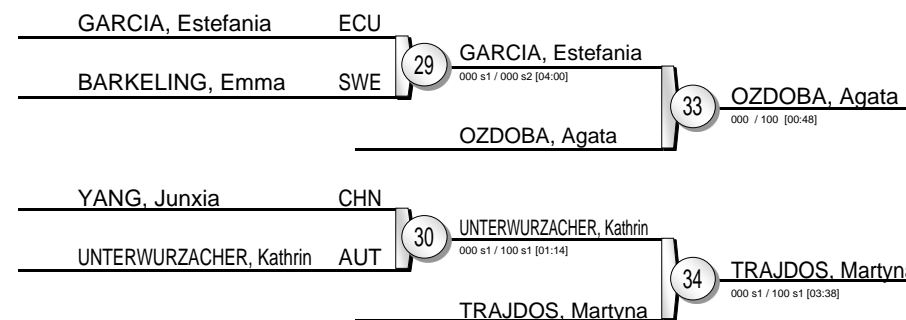 GARCIA, Estefania ECU
BARKELING, Emma SWE
29
GARCIA, Estefania
000 s1 / 000 s2 [04:00]
OZDOBA, Agata
33
OZDOBA, Agata
000 / 100 [00:48]
YANG, Junxia CHN
UNTERWURZACHER, Kathrin AUT
30
UNTERWURZACHER, Kathrin
000 s1 / 100 s1 [01:14]
TRAJDOS, Martyna
34
TRAJDOS, Martyna
000 s1 / 100 s1 [03:38]